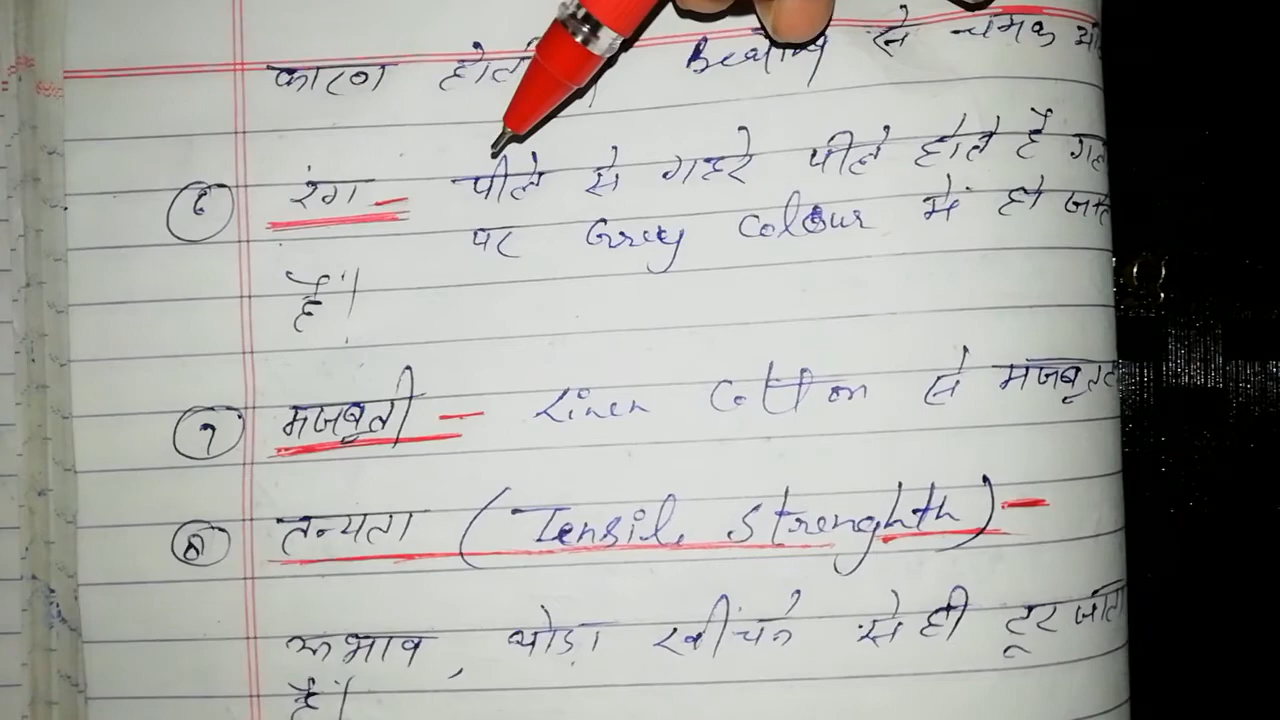 कारण होती Beating से चमक
६ रंग - पीले से गहरे पीले होते हैं
पर Grey Colour में हो जाते
हैं।
7 मजबूती - Linen Cotton से मजबूत
8 तन्यता (Tensile Strenghth) -
अभाव, थोड़ा खींचने से ही टूट जाता
है।